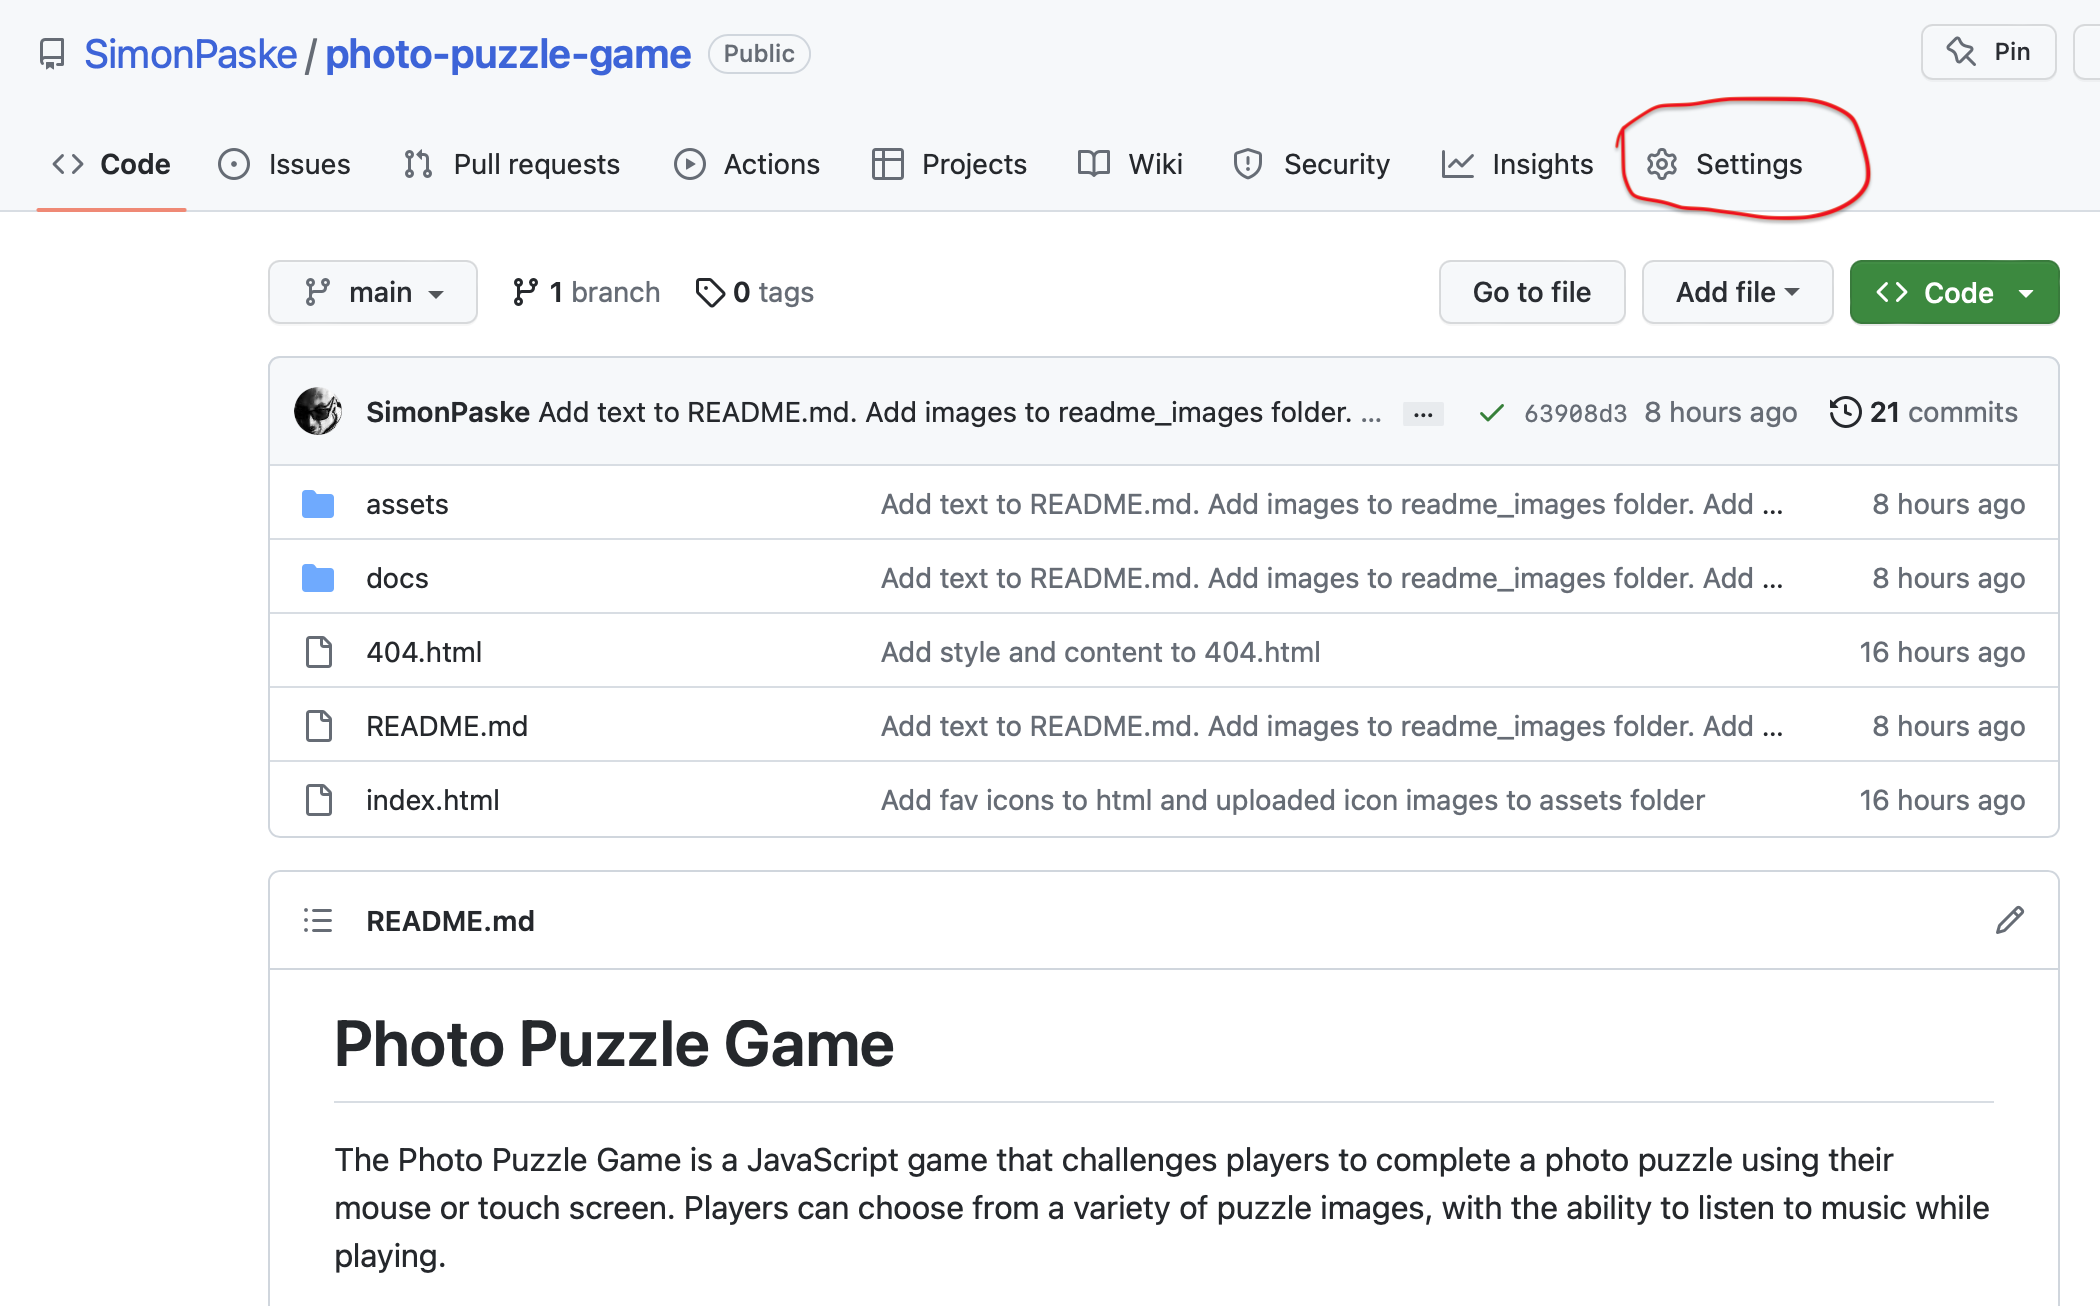 SimonPaske / photo-puzzle-game Public Pin
Code Issues Pull requests Actions Projects Wiki Security Insights Settings
main 1 branch 0 tags Go to file Add file Code
SimonPaske Add text to README.md. Add images to readme_images folder. ... ... 63908d3 8 hours ago 21 commits
assets Add text to README.md. Add images to readme_images folder. Add ... 8 hours ago
docs Add text to README.md. Add images to readme_images folder. Add ... 8 hours ago
404.html Add style and content to 404.html 16 hours ago
README.md Add text to README.md. Add images to readme_images folder. Add ... 8 hours ago
index.html Add fav icons to html and uploaded icon images to assets folder 16 hours ago
README.md
Photo Puzzle Game
The Photo Puzzle Game is a JavaScript game that challenges players to complete a photo puzzle using their
mouse or touch screen. Players can choose from a variety of puzzle images, with the ability to listen to music while
playing.